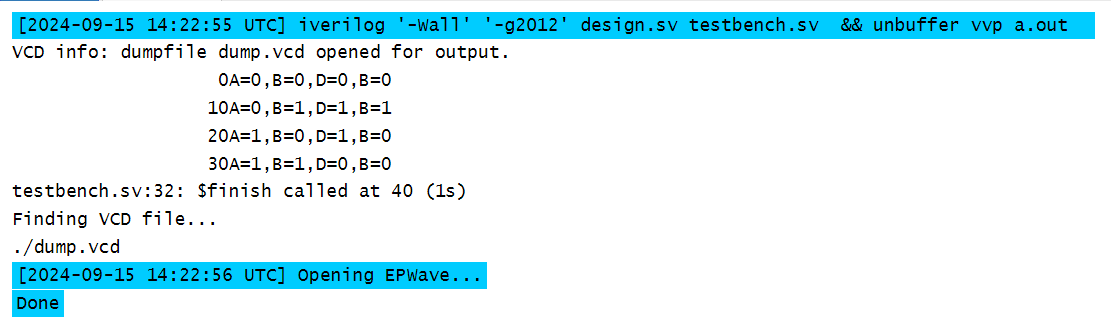 [2024-09-15 14:22:55 UTC] iverilog '-Wall' '-g2012' design.sv testbench.sv && unbuffer vvp a.out
VCD info: dumpfile dump.vcd opened for output.
0A=0,B=0,D=0,B=0
10A=0,B=1,D=1,B=1
20A=1,B=0,D=1,B=0
30A=1,B=1,D=0,B=0
testbench.sv:32: $finish called at 40 (1s)
Finding VCD file...
./dump.vcd
[2024-09-15 14:22:56 UTC] Opening EPWave...
Done